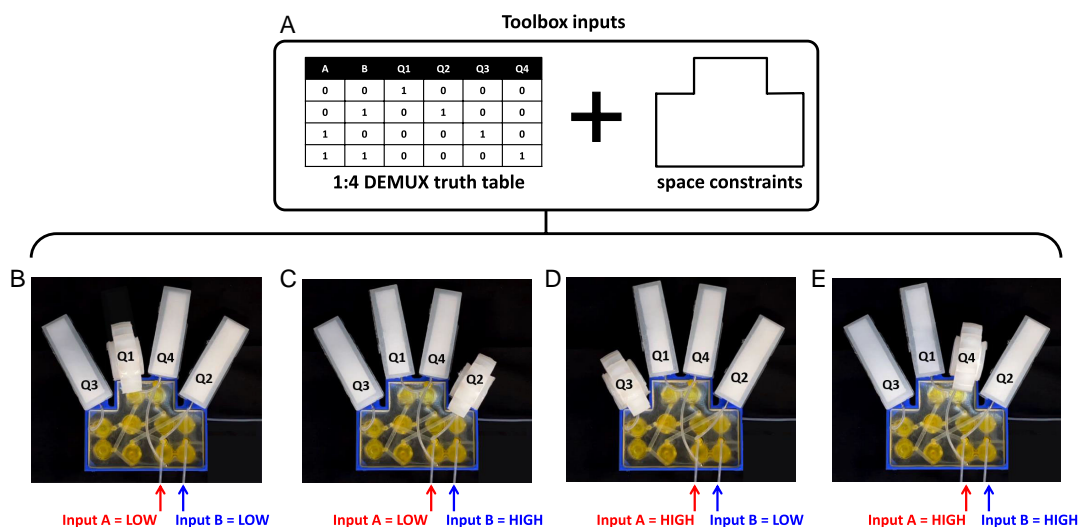 A
Toolbox inputs
A B Q1 Q2 Q3 Q4
0 0 1 0 0 0
0 1 0 1 0 0
1 0 0 0 1 0
1 1 0 0 0 1
1:4 DEMUX truth table
space constraints
B
Q3
Q1
Q4
Q2
Input A = LOW
Input B = LOW
C
Q3
Q1
Q4
Q2
Input A = LOW
Input B = HIGH
D
Q3
Q1
Q4
Q2
Input A = HIGH
Input B = LOW
E
Q3
Q1
Q4
Q2
Input A = HIGH
Input B = HIGH